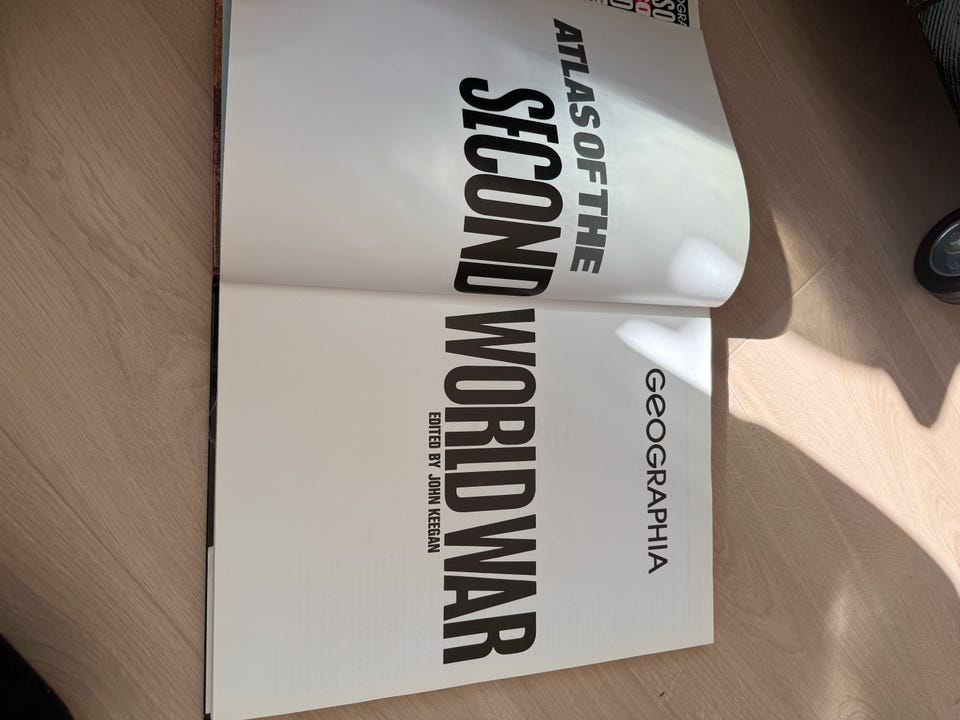 GEOGRAPHIA
ATLAS OF THE
SECOND WORLD WAR
EDITED BY JOHN KEEGAN